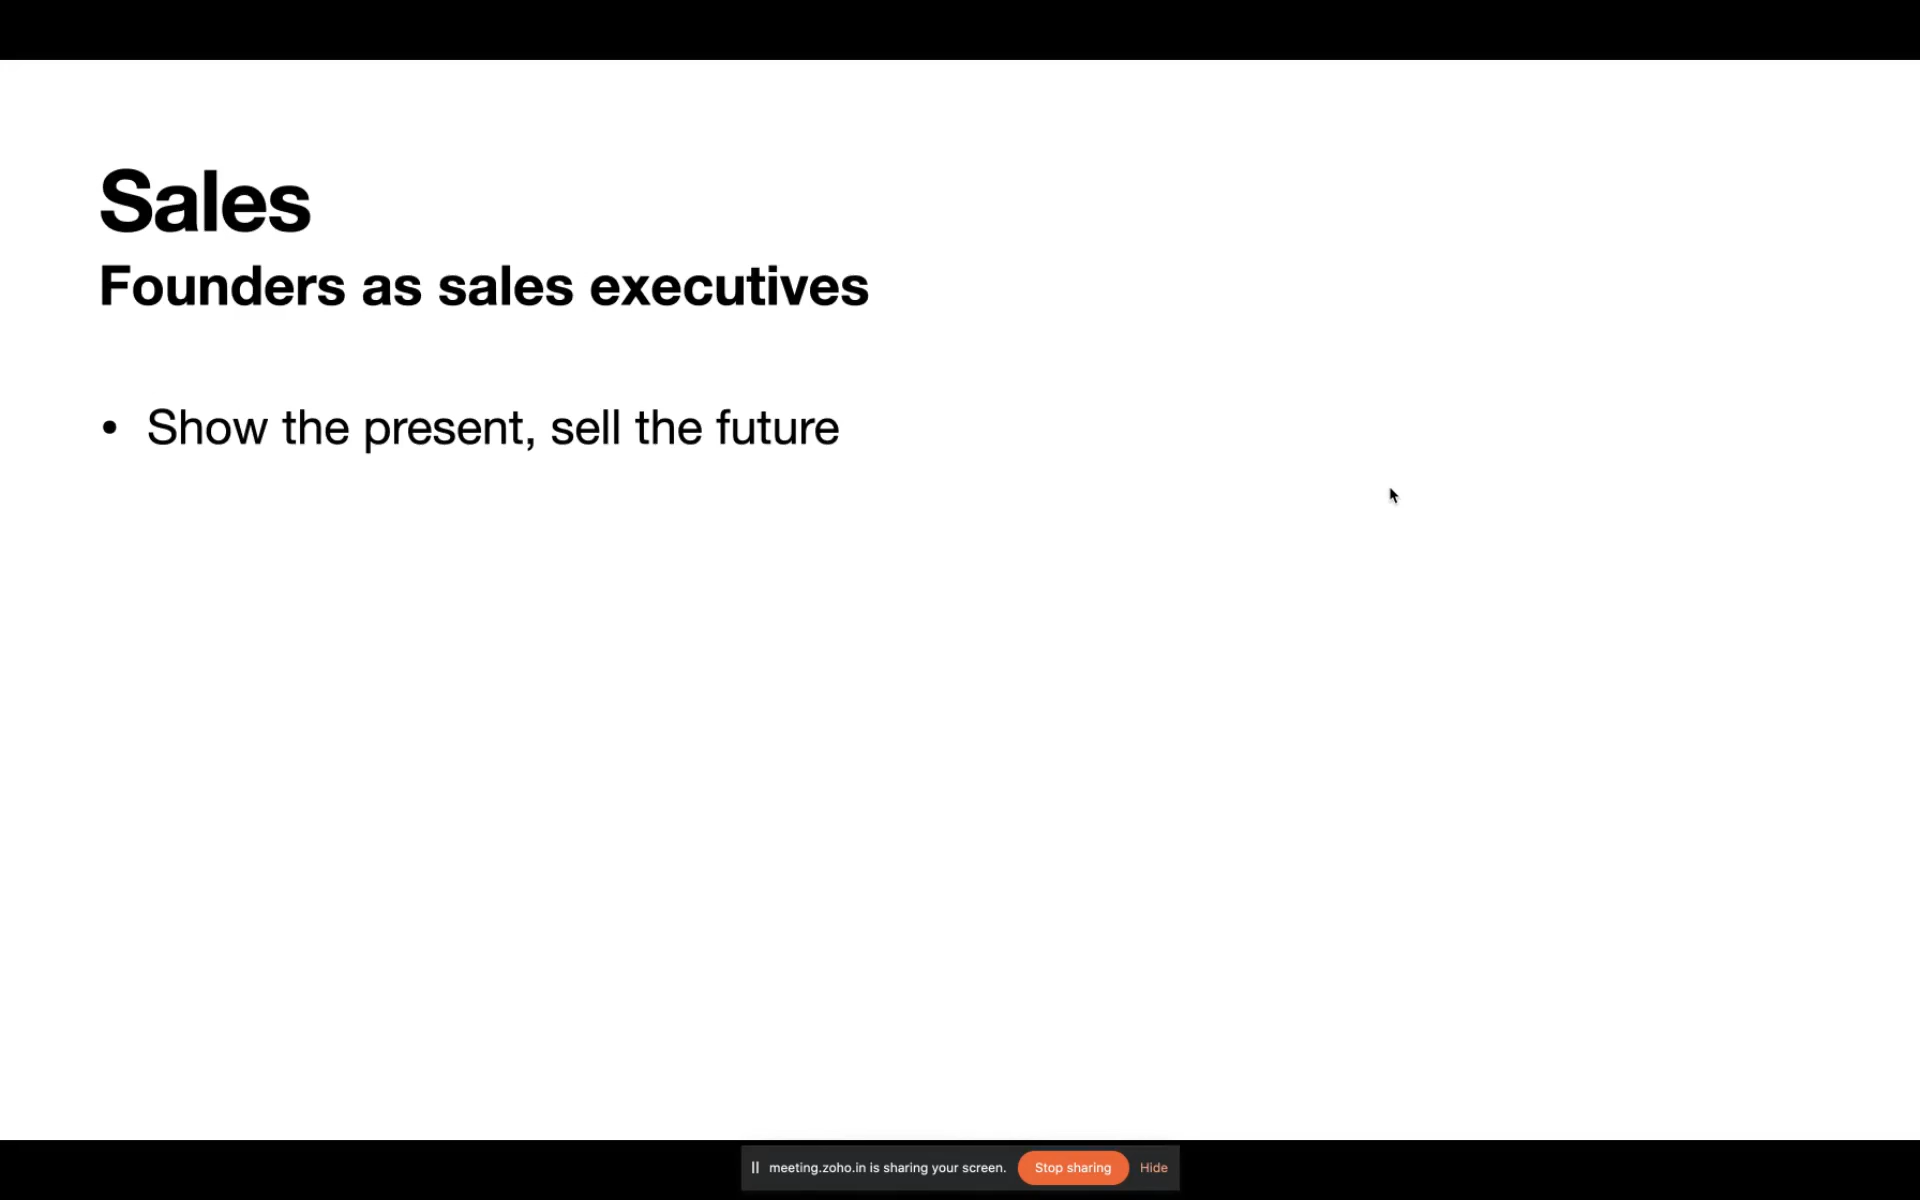 Sales
Founders as sales executives
• Show the present, sell the future
meeting.zoho.in is sharing your screen. Stop sharing Hide